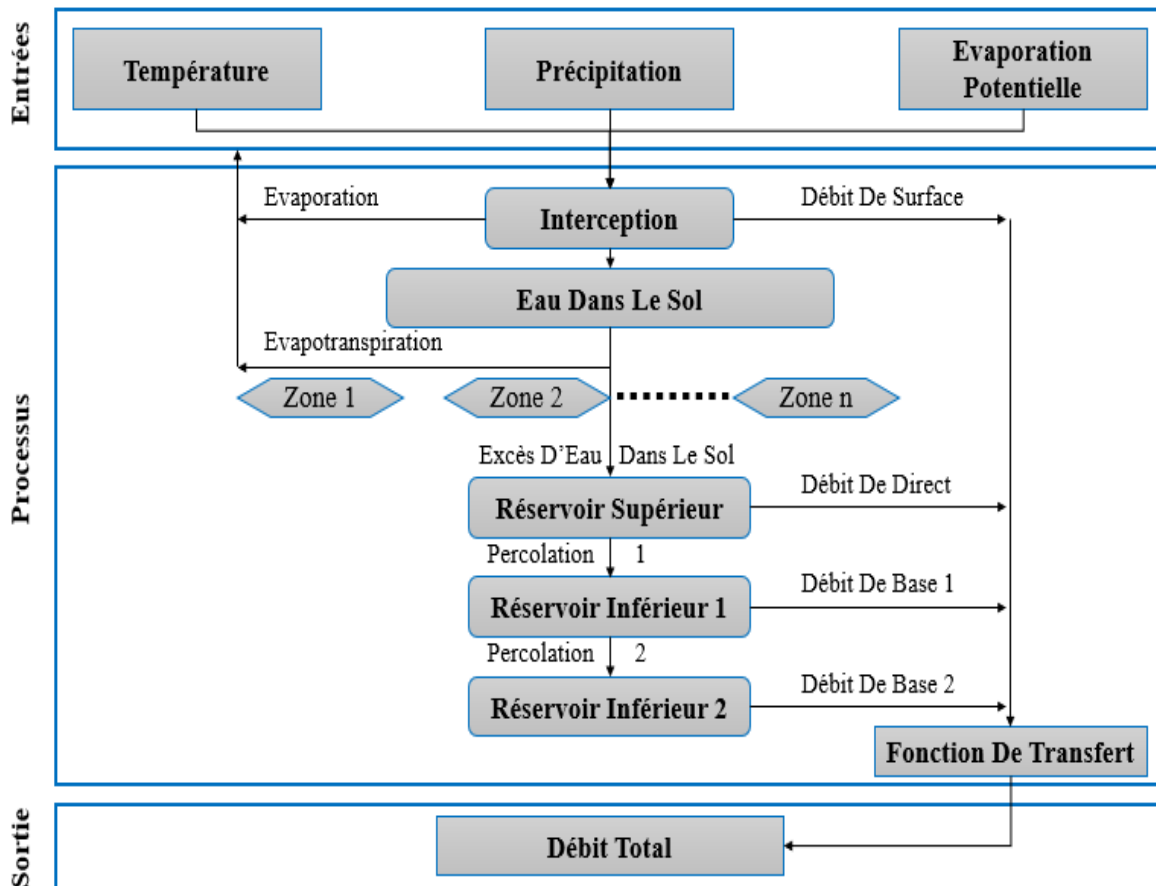 Entrées
Température
Précipitation
Evaporation
Potentielle
Processus
Evaporation
Interception
Débit De Surface
Eau Dans Le Sol
Evapotranspiration
Zone 1
Zone 2
Zone n
Excès D’Eau Dans Le Sol
Réservoir Supérieur
Débit De Direct
Percolation 1
Réservoir Inférieur 1
Débit De Base 1
Percolation 2
Réservoir Inférieur 2
Débit De Base 2
Fonction De Transfert
Sortie
Débit Total